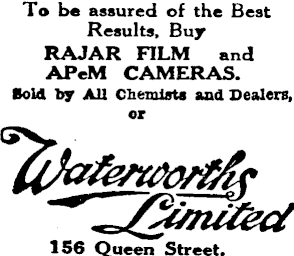 To be assured of the Best
Results, Buy
RAJAR FILM and
APeM CAMERAS.
Sold by All Chemists and Dealers,
or
Waterworths
Limited
156 Queen Street.